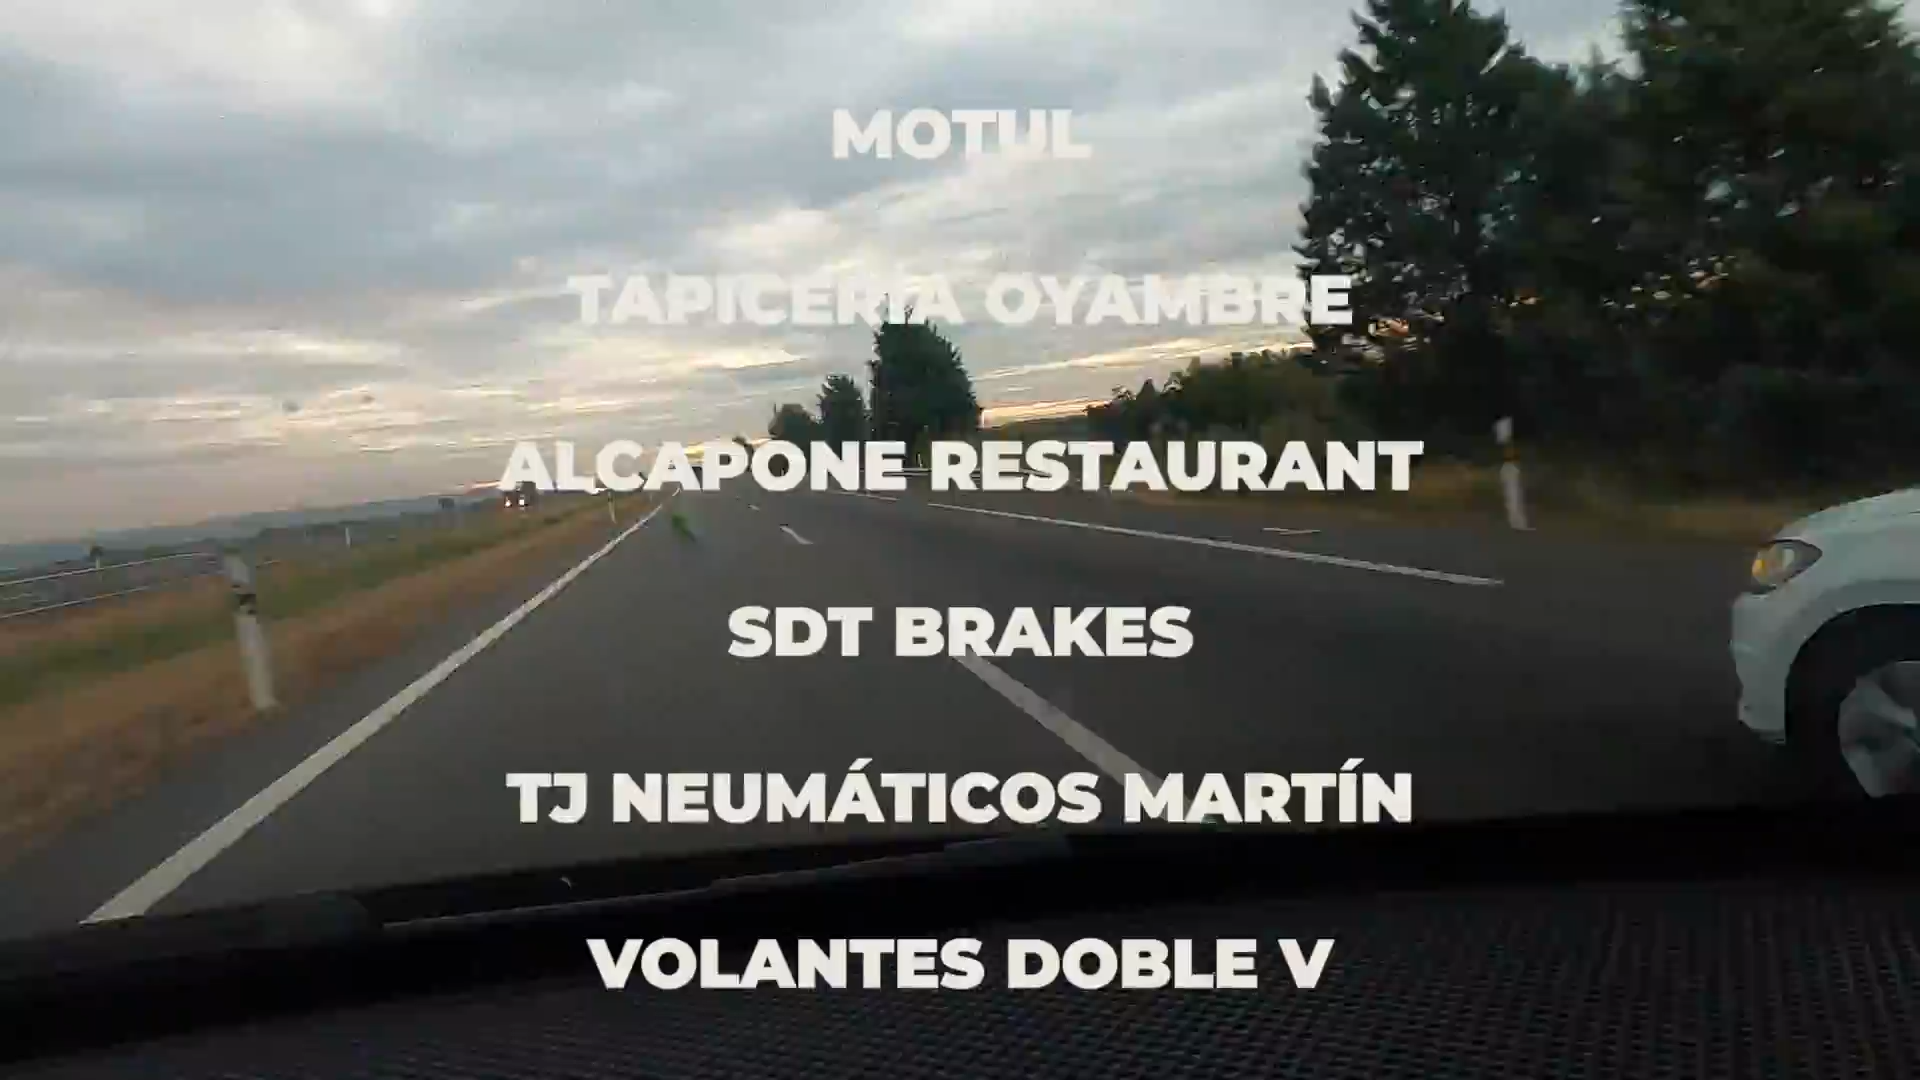 MOTUL
TAPICERÍA OYAMBRE
ALCAPONE RESTAURANT
SDT BRAKES
TJ NEUMÁTICOS MARTÍN
VOLANTES DOBLE V